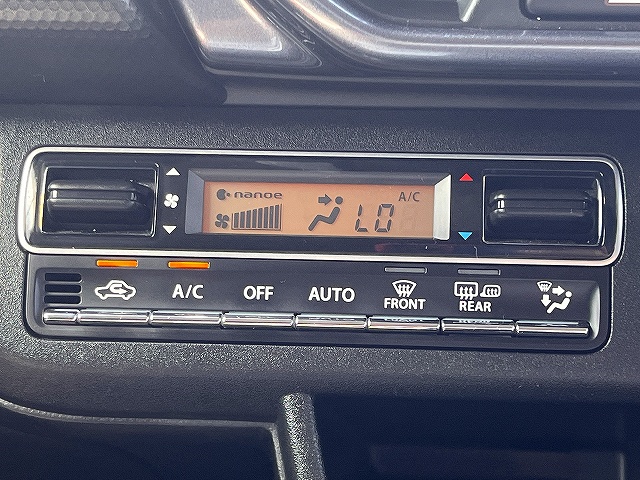 nanoe
A/C
LO
A/C
OFF
AUTO
FRONT
REAR